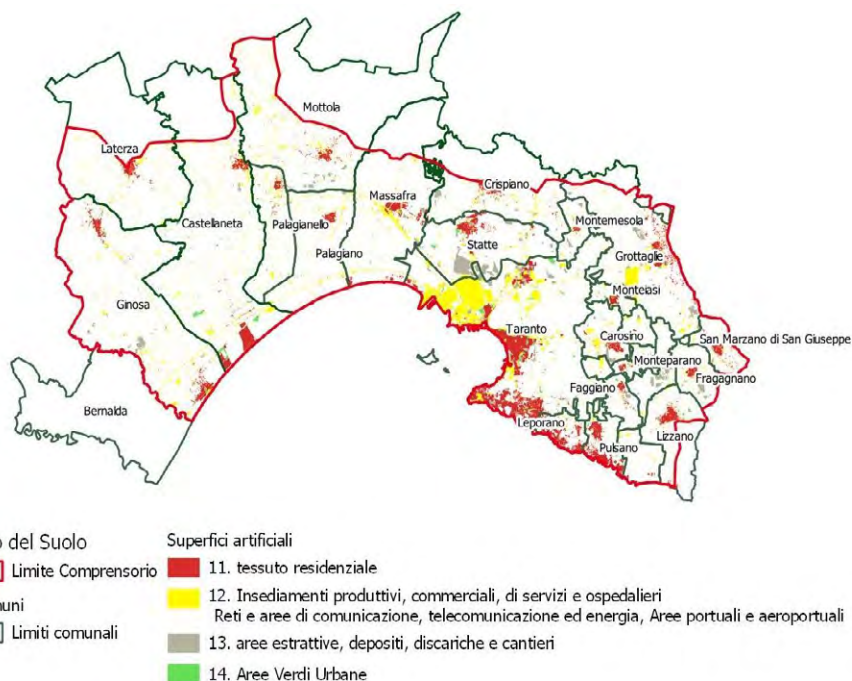 Mottola
Laterza
Crispiano
Massafra
Montemesola
Castellaneta
Palagianello
Statte
Grottaglie
Palagiano
Monteiasi
Ginosa
Taranto
Carosino
San Marzano di San Giuseppe
Monteparano
Fragagnano
Faggiano
Bernalda
Leporano
Lizzano
Pulsano
del Suolo
Limite Comprensorio
Limiti comunali
Superfici artificiali
11. tessuto residenziale
12. Insediamenti produttivi, commerciali, di servizi e ospedalieri
Reti e aree di comunicazione, telecomunicazione ed energia, Aree portuali e aeroportuali
13. aree estrattive, depositi, discariche e cantieri
14. Aree Verdi Urbane